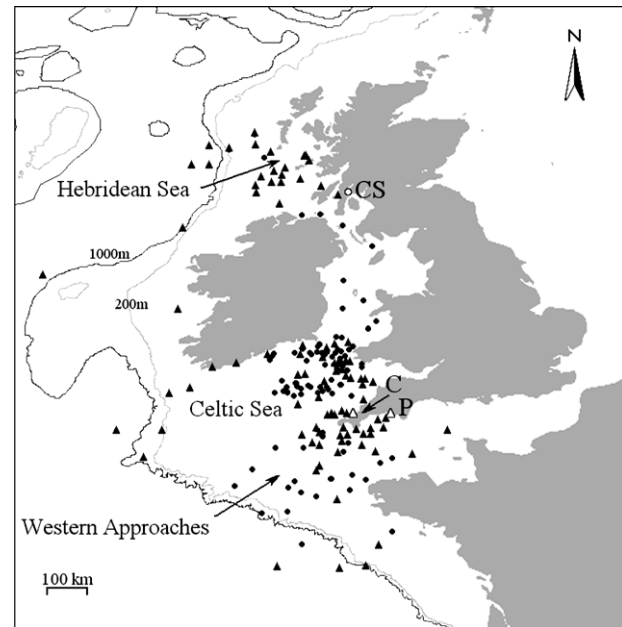 N
Hebridean Sea
CS
1000m
200m
C
P
Celtic Sea
Western Approaches
100 km